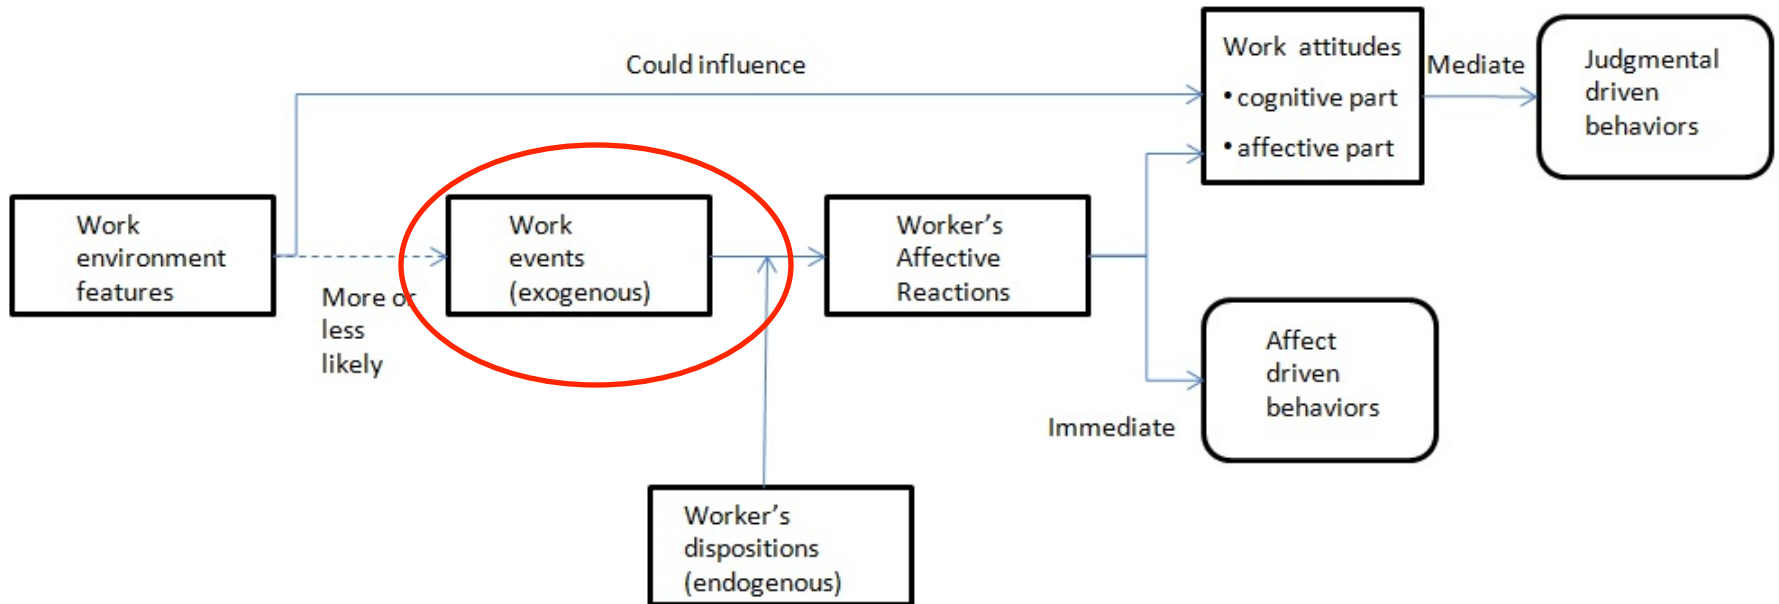 Could influence
Work attitudes
• cognitive part
• affective part
Mediate
Judgmental
driven
behaviors
Work
environment
features
More or
less
likely
Work
events
(exogenous)
Worker’s
Affective
Reactions
Immediate
Affect
driven
behaviors
Worker’s
dispositions
(endogenous)